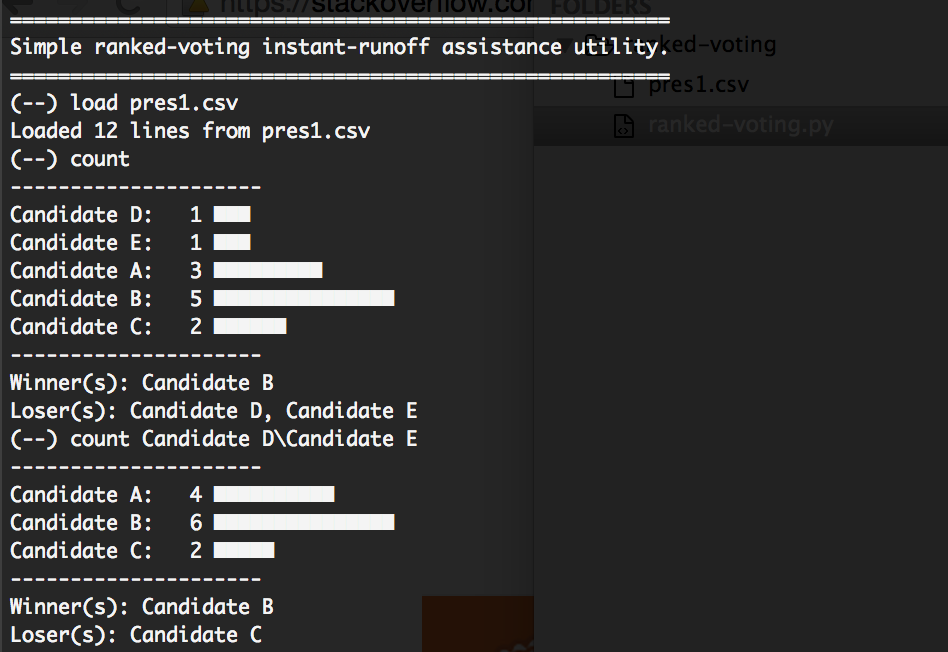 https://stackoverflow.cor
FOLDERS
======================================================
Simple ranked-voting instant-runoff assistance utility.
ked-voting
======================================================
pres1.csv
(--) load pres1.csv
ranked-voting.py
Loaded 12 lines from pres1.csv
(--) count
---------------------
Candidate D: 1
Candidate E: 1
Candidate A: 3
Candidate B: 5
Candidate C: 2
---------------------
Winner(s): Candidate B
Loser(s): Candidate D, Candidate E
(--) count Candidate D\Candidate E
---------------------
Candidate A: 4
Candidate B: 6
Candidate C: 2
---------------------
Winner(s): Candidate B
Loser(s): Candidate C